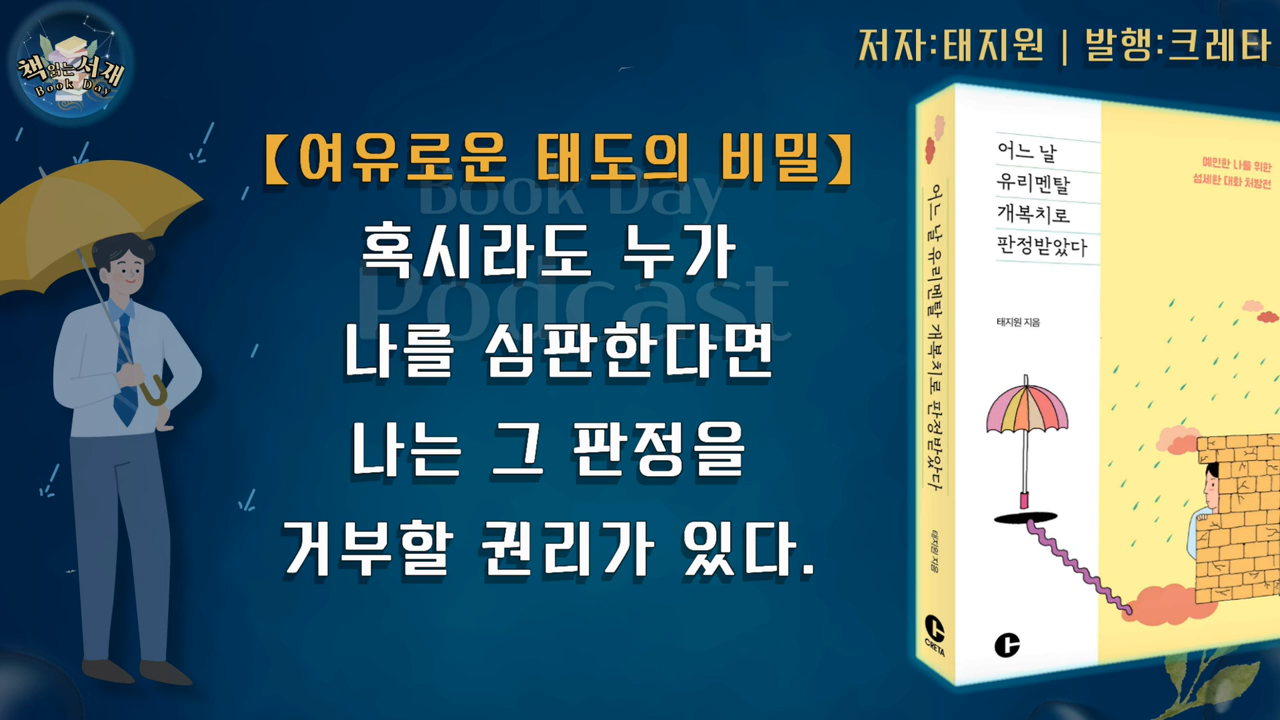 책읽는서재
Book Day
저자:태지원 | 발행:크레타
【여유로운 태도의 비밀】
Book Day
Podcast
혹시라도 누가
나를 심판한다면
나는 그 판정을
거부할 권리가 있다.
어느 날 유리멘탈 개복치로 판정받았다
태지원 지음
CRETA
어느 날
유리멘탈
개복치로
판정받았다
태지원 지음
예민한 나를 위한
섬세한 대화 처방전